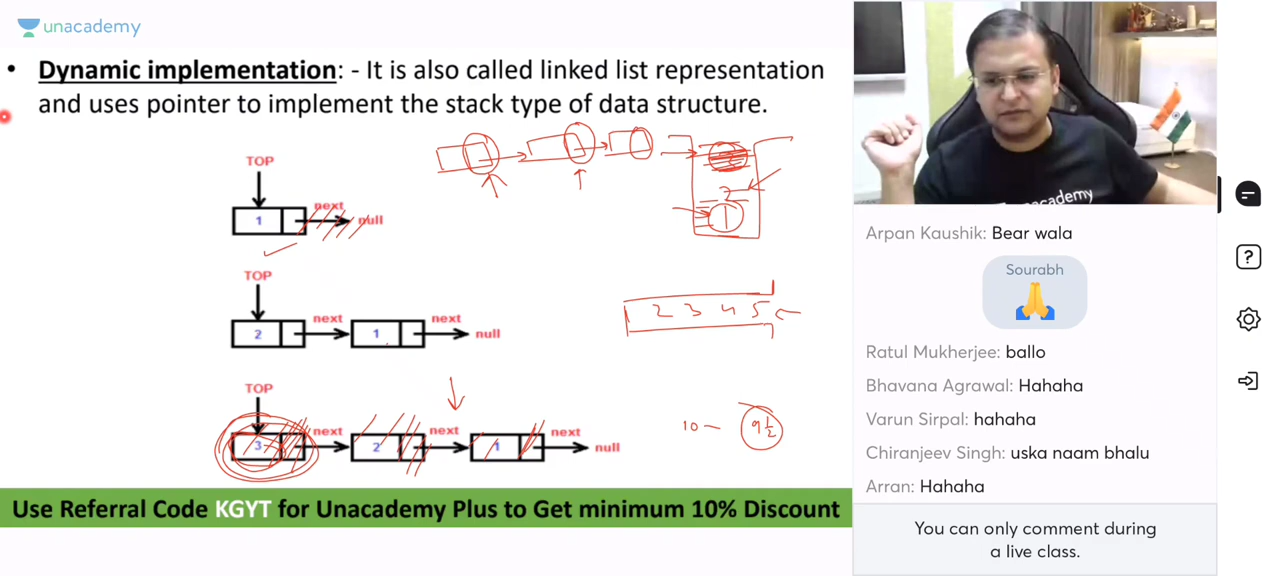 unacademy
• Dynamic implementation: - It is also called linked list representation
and uses pointer to implement the stack type of data structure.
TOP
1
next
null
2
1
TOP
2
next
1
next
null
2 3 4 5
TOP
3
next
2
next
1
next
null
10 - 9 1/2
Use Referral Code KGYT for Unacademy Plus to Get minimum 10% Discount
unacademy
Arpan Kaushik: Bear wala
Sourabh
Ratul Mukherjee: ballo
Bhavana Agrawal: Hahaha
Varun Sirpal: hahaha
Chiranjeev Singh: uska naam bhalu
Arran: Hahaha
You can only comment during
a live class.
?